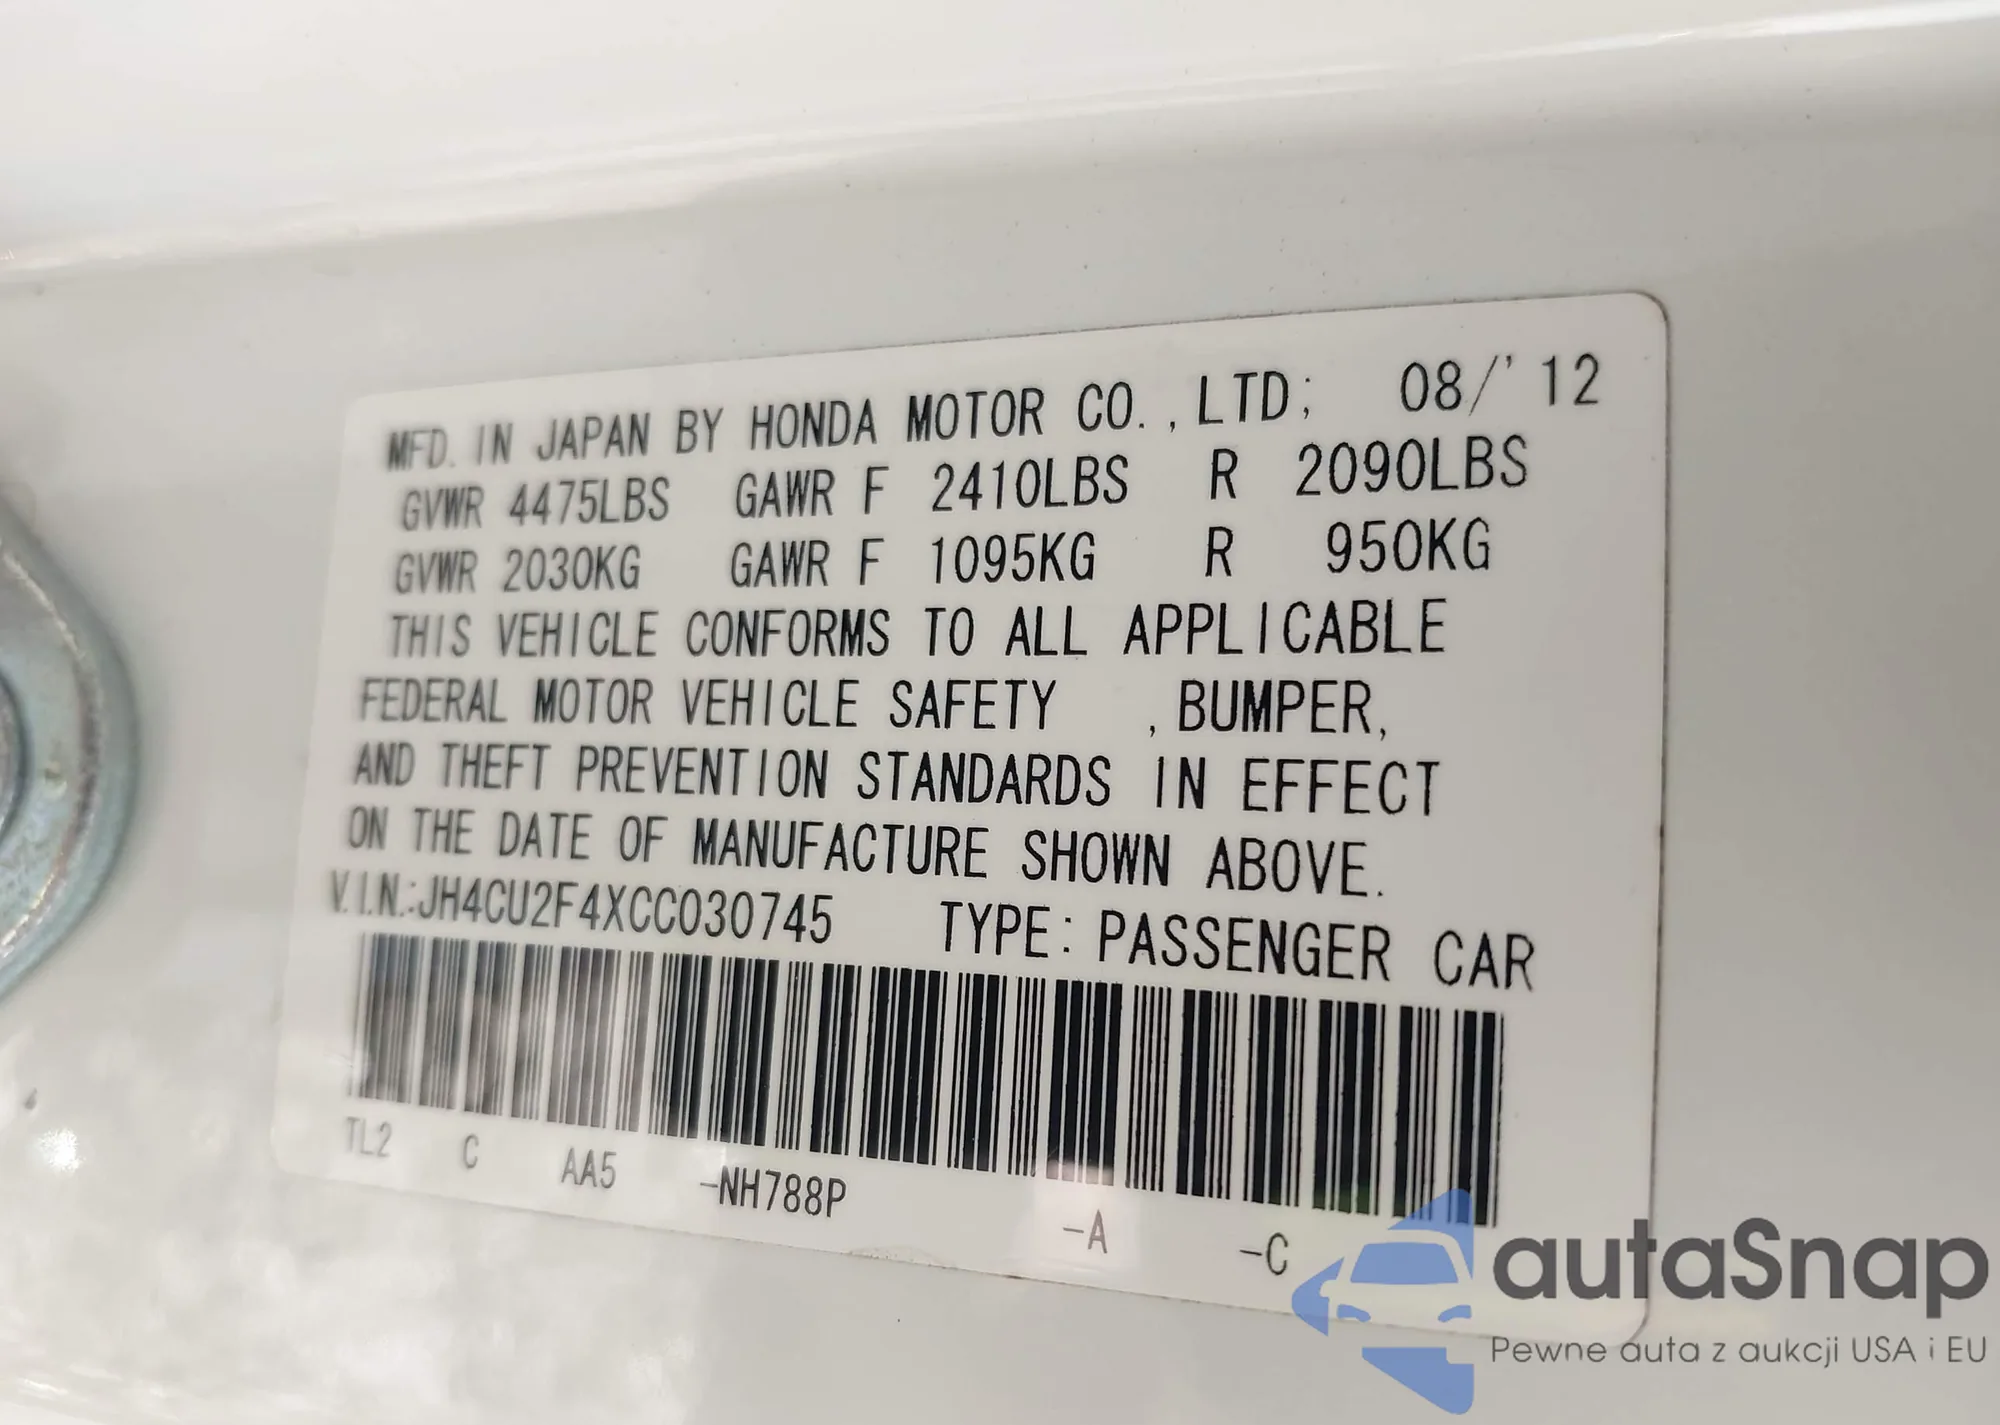 MFD. IN JAPAN BY HONDA MOTOR CO.,LTD; 08/'12
GVWR 4475LBS GAWR F 2410LBS R 2090LBS
GVWR 2030KG GAWR F 1095KG R 950KG
THIS VEHICLE CONFORMS TO ALL APPLICABLE
FEDERAL MOTOR VEHICLE SAFETY ,BUMPER,
AND THEFT PREVENTION STANDARDS IN EFFECT
ON THE DATE OF MANUFACTURE SHOWN ABOVE.
V.I.N.:JH4CU2F4XCC030745 TYPE: PASSENGER CAR
TL2 C AA5 -NH788P -A -C
autaSnap
Pewne auta z aukcji USA i EU